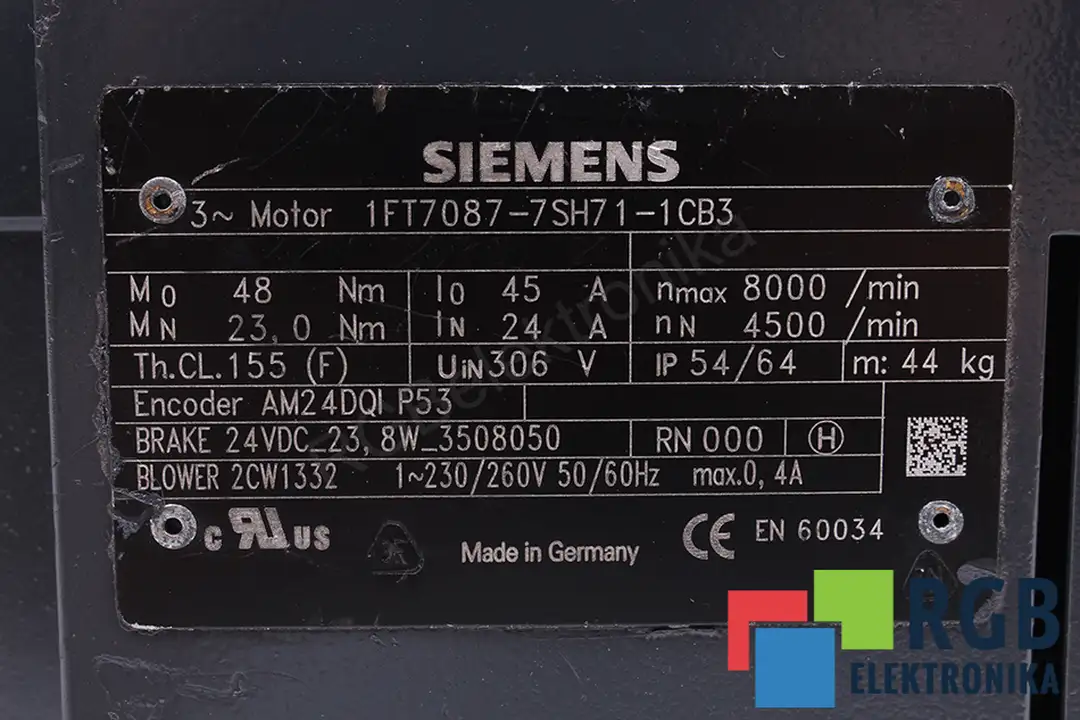 SIEMENS
3~ Motor 1FT7087-7SH71-1CB3
M0 48 Nm I0 45 A nmax 8000 /min
MN 23,0 Nm IN 24 A nN 4500 /min
Th.CL.155 (F) UiN 306 V IP 54/64 m: 44 kg
Encoder AM24DQI P53
BRAKE 24VDC_23,8W_3508050 RN 000 H
BLOWER 2CW1332 1~230/260V 50/60Hz max.0,4A
c RU US
Made in Germany
CE EN 60034
RGB
ELEKTRONIKA